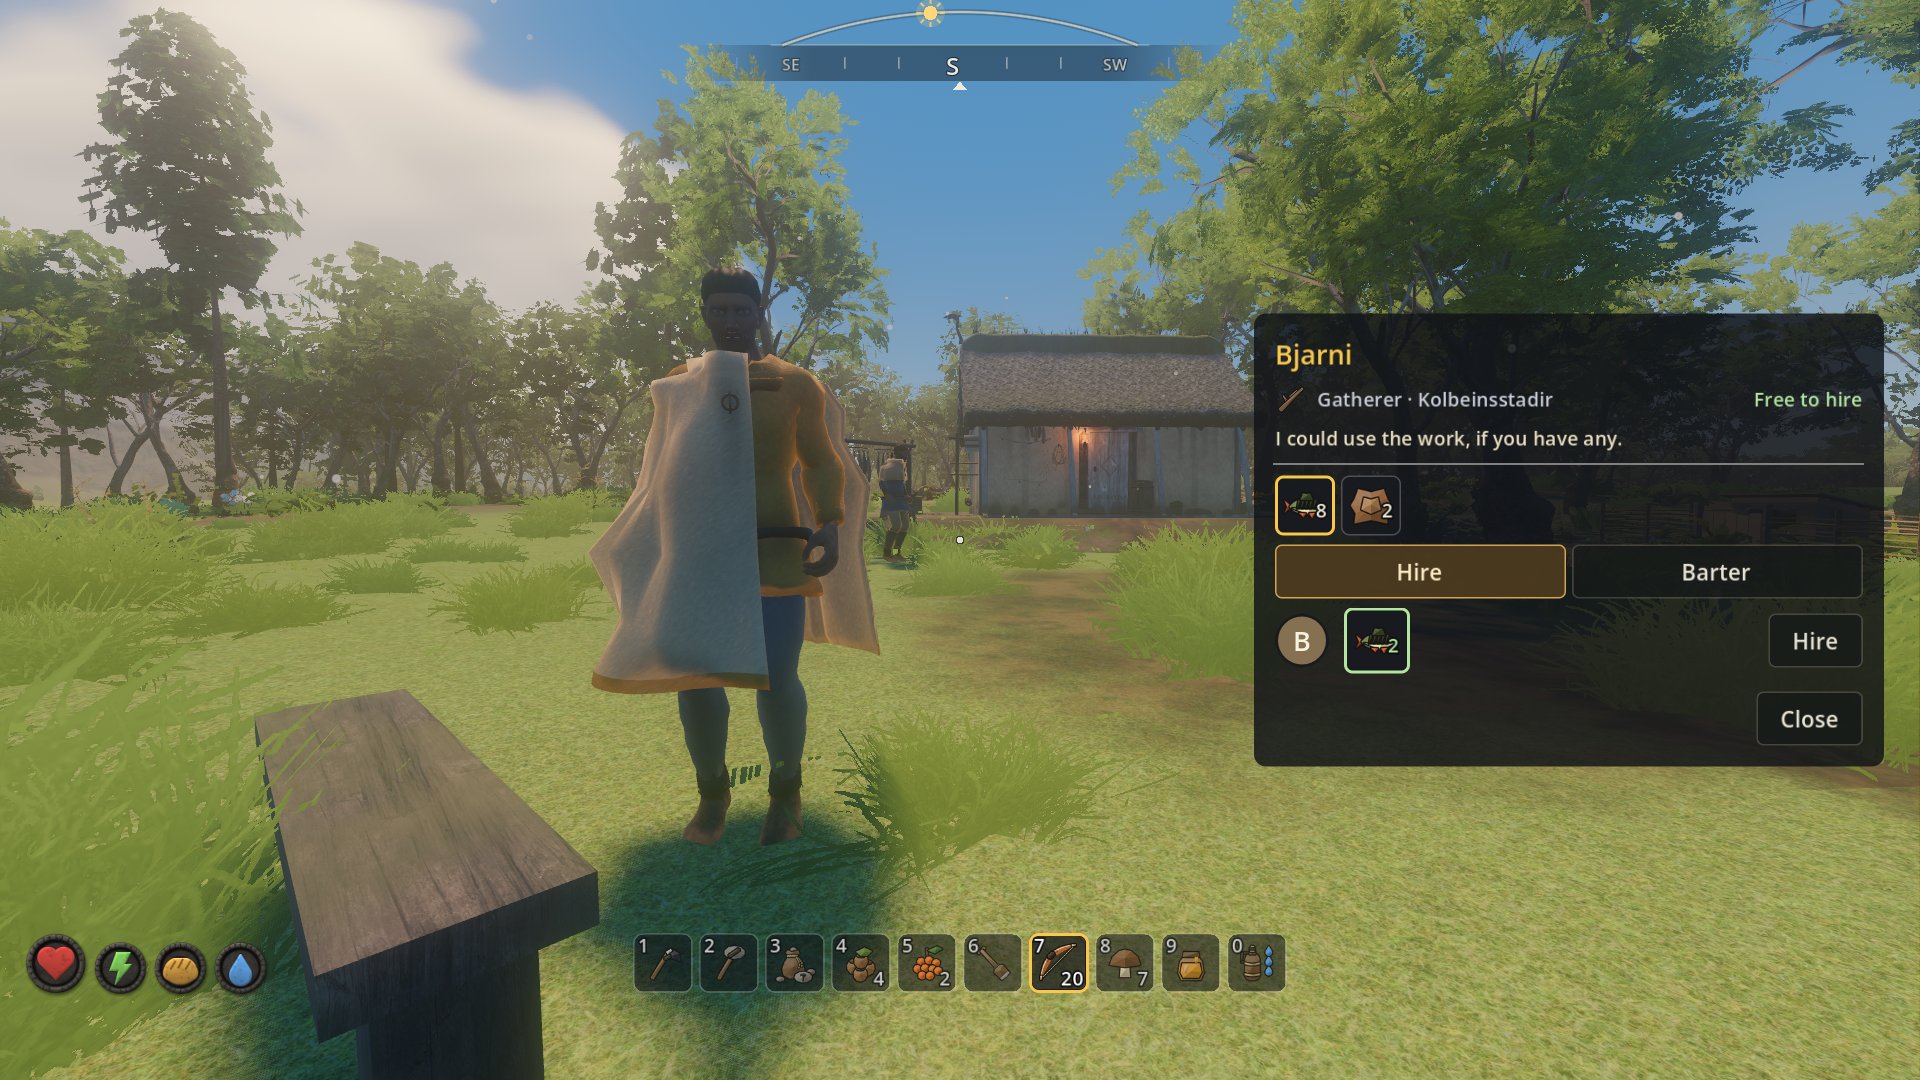 SE S SW
Bjarni
Gatherer · Kolbeinsstadir Free to hire
I could use the work, if you have any.
8 2
Hire Barter
B 2 Hire
Close
1 2 3 4 5 6 7 8 9 0
4 2 20 7